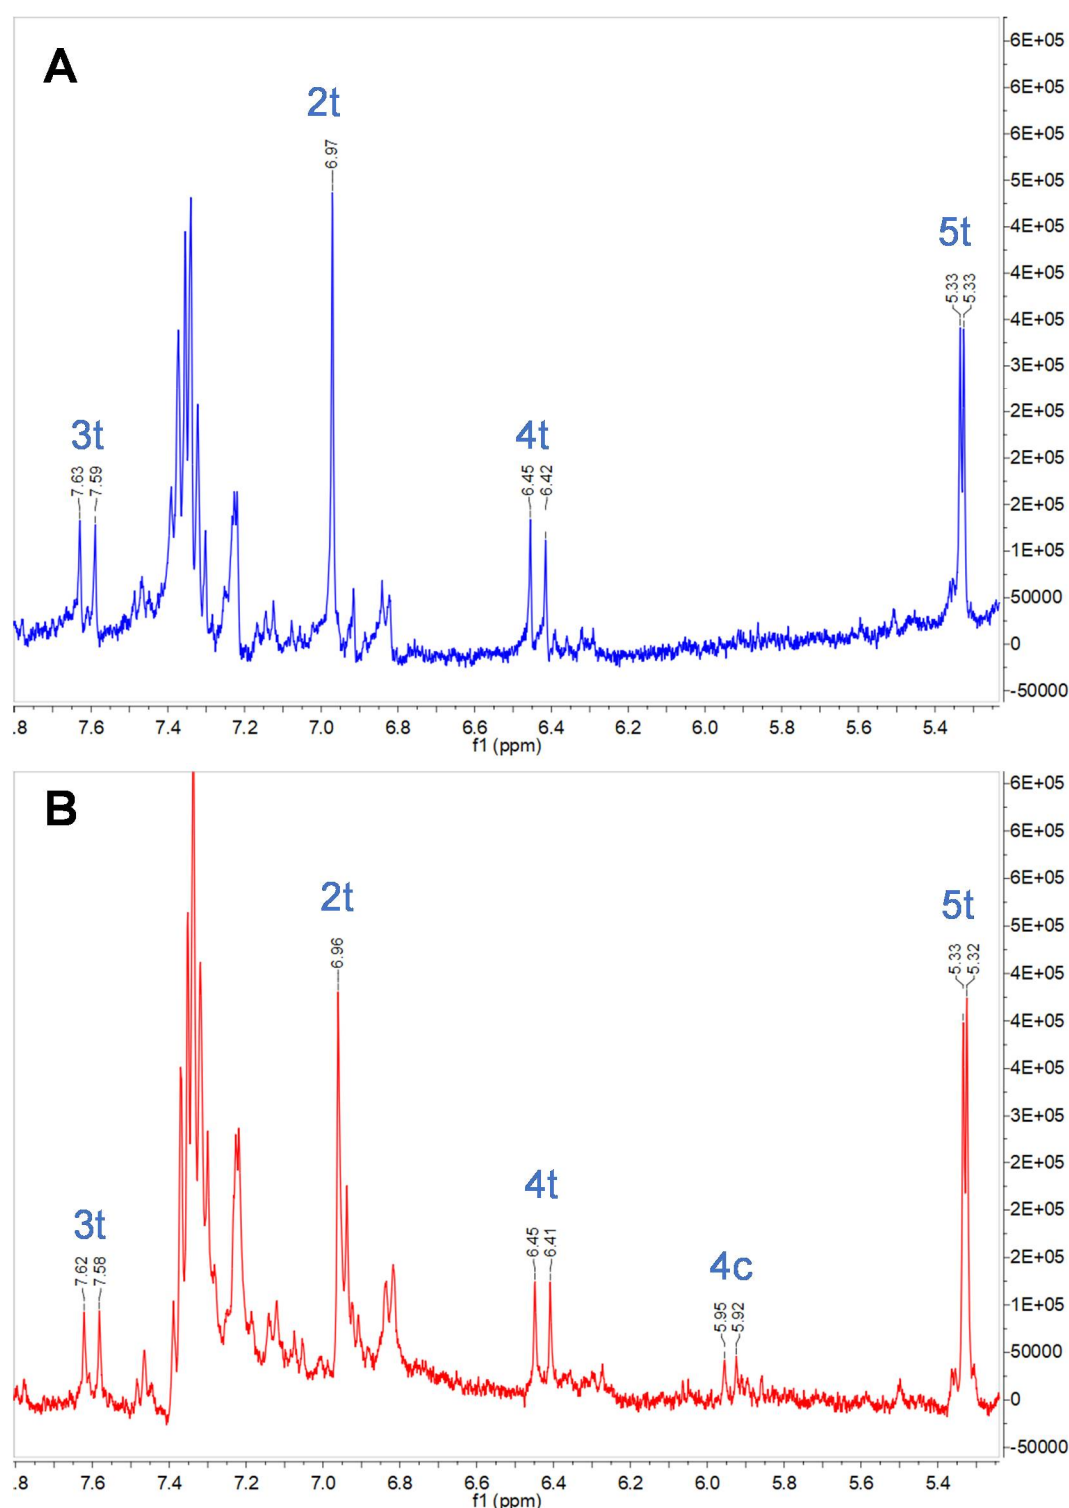 A
2t
6.97
5t
5.33
5.33
3t
7.63
7.59
4t
6.45
6.42
6E+05
6E+05
6E+05
5E+05
4E+05
4E+05
4E+05
3E+05
2E+05
2E+05
2E+05
1E+05
50000
0
-50000
.8 7.6 7.4 7.2 7.0 6.8 6.6 6.4 6.2 6.0 5.8 5.6 5.4
f1 (ppm)
B
2t
6.96
5t
5.33
5.32
3t
7.62
7.58
4t
6.45
6.41
4c
5.95
5.92
6E+05
6E+05
6E+05
5E+05
4E+05
4E+05
4E+05
3E+05
2E+05
2E+05
2E+05
1E+05
50000
0
-50000
.8 7.6 7.4 7.2 7.0 6.8 6.6 6.4 6.2 6.0 5.8 5.6 5.4
f1 (ppm)